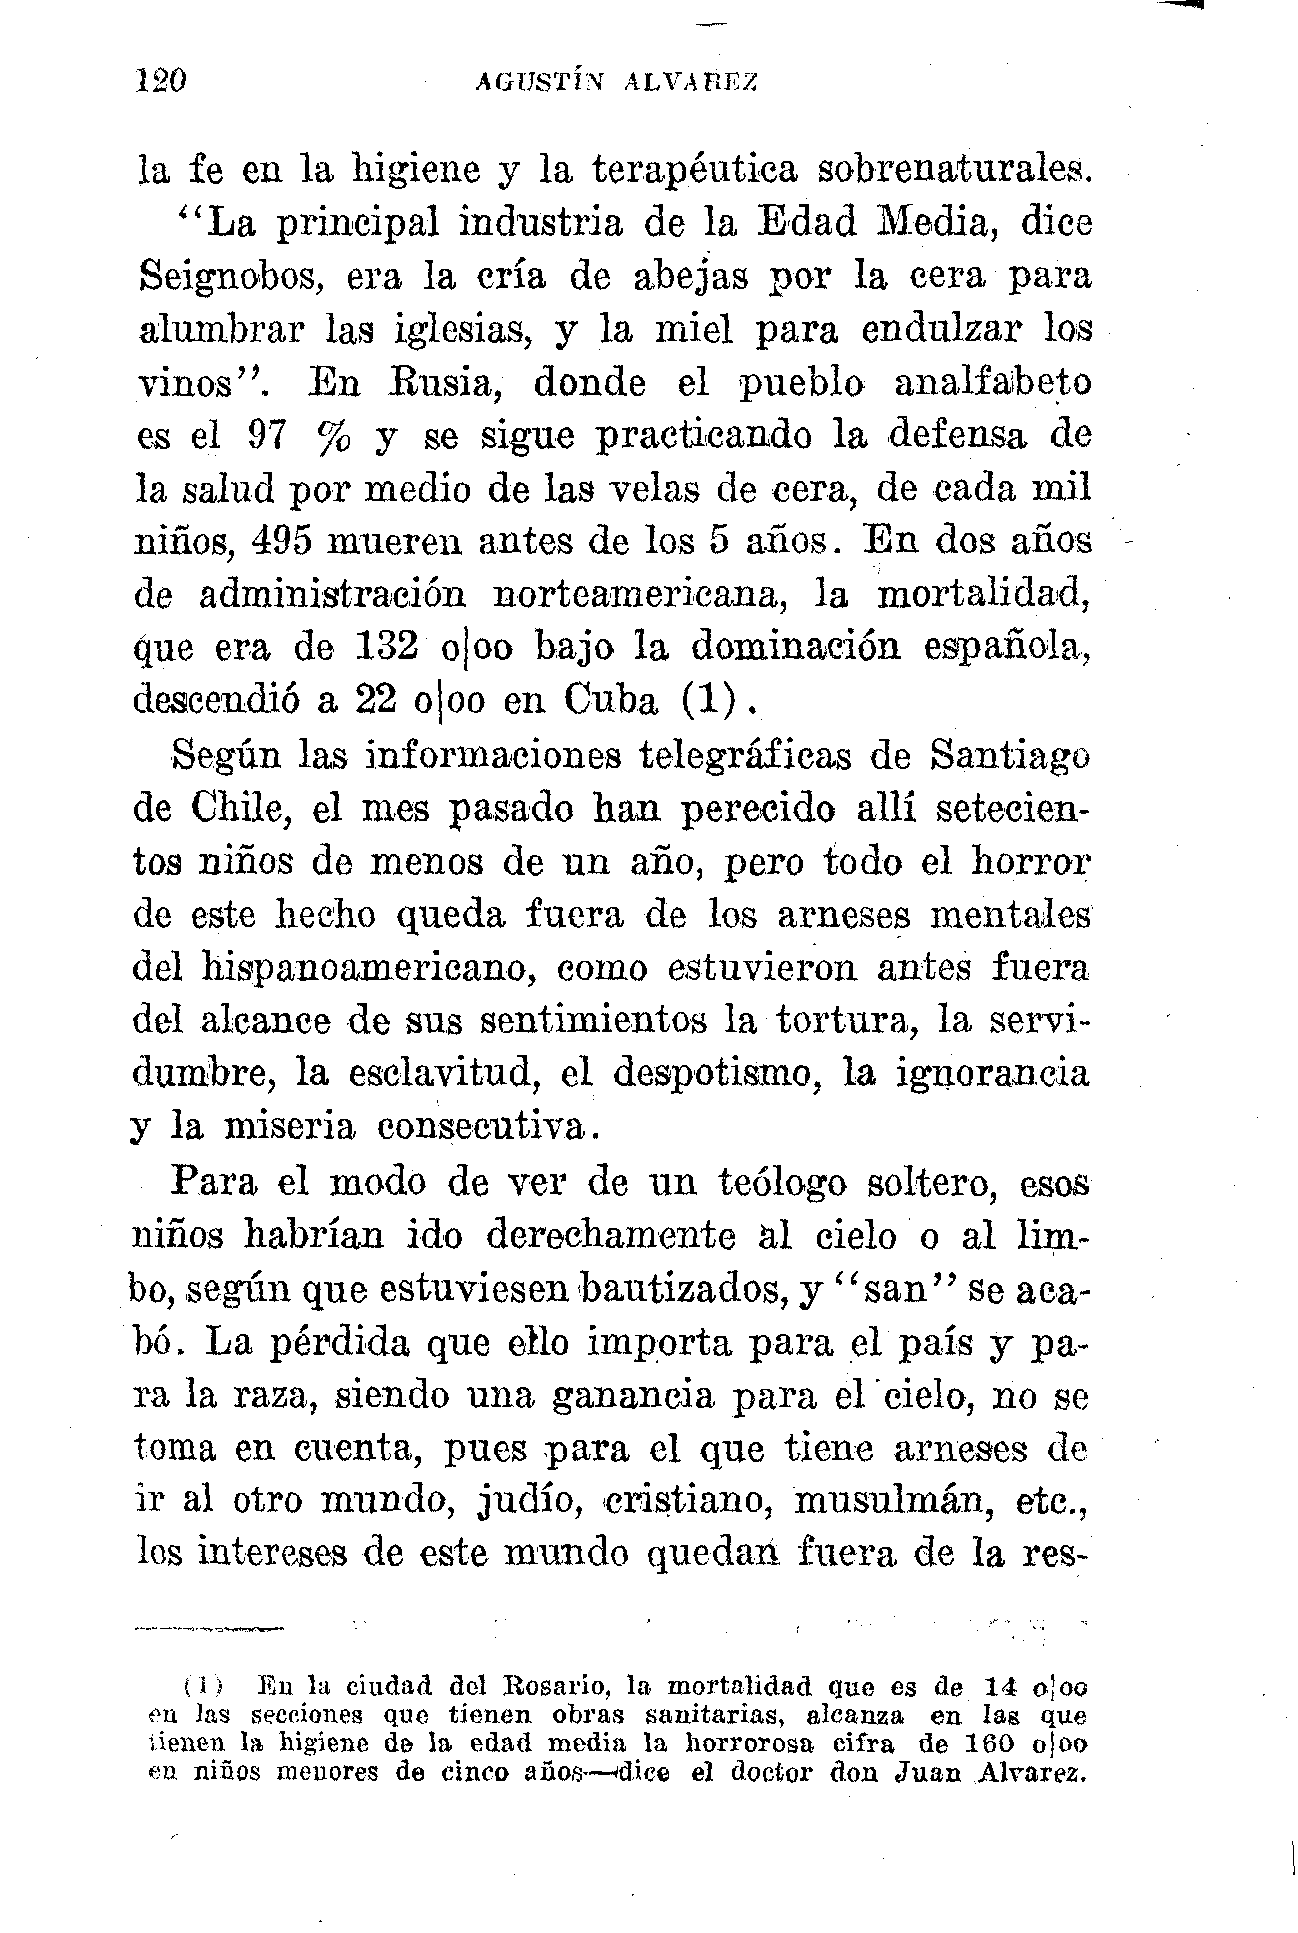 120 AGUSTÍN ALVAREZ
la fe en la higiene y la terapéutica sobrenaturales.
“La principal industria de la Edad Media, dice
Seignobos, era la cría de abejas por la cera para
alumbrar las iglesias, y la miel para endulzar los
vinos”. En Rusia, donde el pueblo analfabeto
es el 97 % y se sigue practicando la defensa de
la salud por medio de las velas de cera, de cada mil
niños, 495 mueren antes de los 5 años. En dos años
de administración norteamericana, la mortalidad,
que era de 132 o|oo bajo la dominación española,
descendió a 22 o|oo en Cuba (1).
Según las informaciones telegráficas de Santiago
de Chile, el mes pasado han perecido allí setecien-
tos niños de menos de un año, pero todo el horror
de este hecho queda fuera de los arneses mentales
del hispanoamericano, como estuvieron antes fuera
del alcance de sus sentimientos la tortura, la servi-
dumbre, la esclavitud, el despotismo, la ignorancia
y la miseria consecutiva.
Para el modo de ver de un teólogo soltero, esos
niños habrían ido derechamente al cielo o al lim-
bo, según que estuviesen bautizados, y “san” se aca-
bó. La pérdida que ello importa para el país y pa-
ra la raza, siendo una ganancia para el cielo, no se
toma en cuenta, pues para el que tiene arneses de
ir al otro mundo, judío, cristiano, musulmán, etc.,
los intereses de este mundo quedan fuera de la res-
(1) En la ciudad del Rosario, la mortalidad que es de 14 o|oo
en las secciones que tienen obras sanitarias, alcanza en las que
tienen la higiene de la edad media la horrorosa cifra de 160 o|oo
en niños menores de cinco años—dice el doctor don Juan Alvarez.